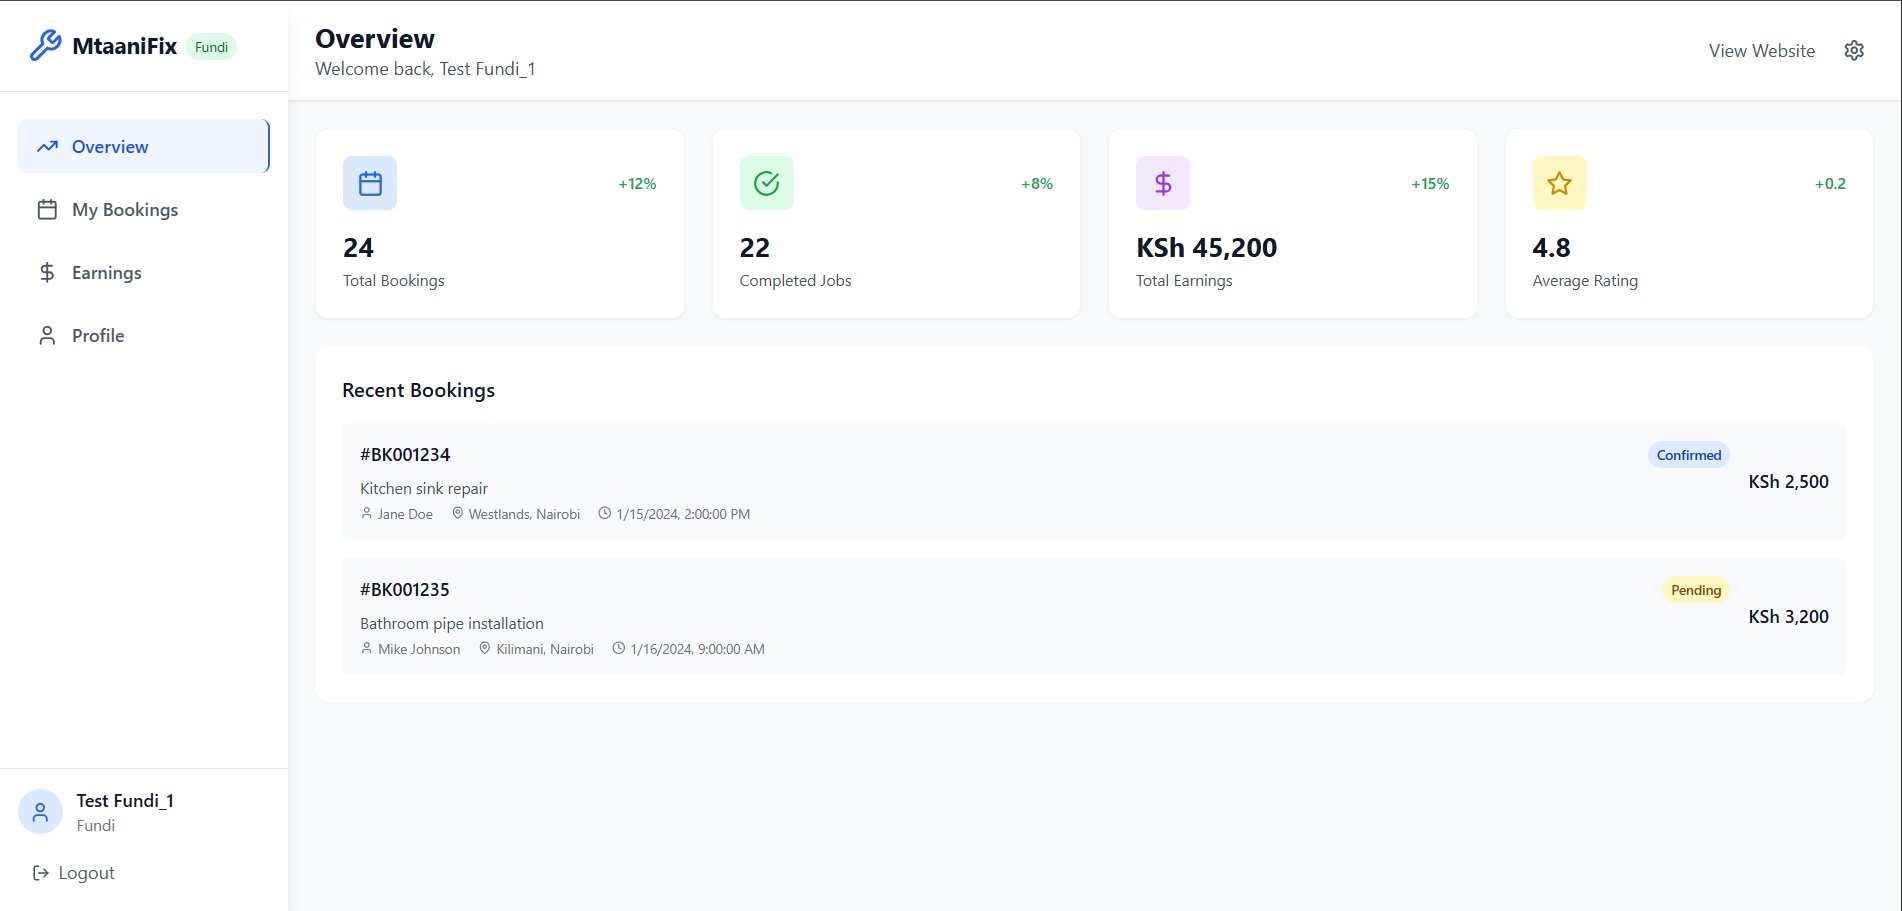 MtaaniFix Fundi
Overview
My Bookings
Earnings
Profile
Test Fundi_1
Fundi
Logout
Overview
Welcome back, Test Fundi_1
View Website
+12%
24
Total Bookings
+8%
22
Completed Jobs
+15%
KSh 45,200
Total Earnings
+0.2
4.8
Average Rating
Recent Bookings
#BK001234
Confirmed
KSh 2,500
Kitchen sink repair
Jane Doe Westlands, Nairobi 1/15/2024, 2:00:00 PM
#BK001235
Pending
KSh 3,200
Bathroom pipe installation
Mike Johnson Kilimani, Nairobi 1/16/2024, 9:00:00 AM